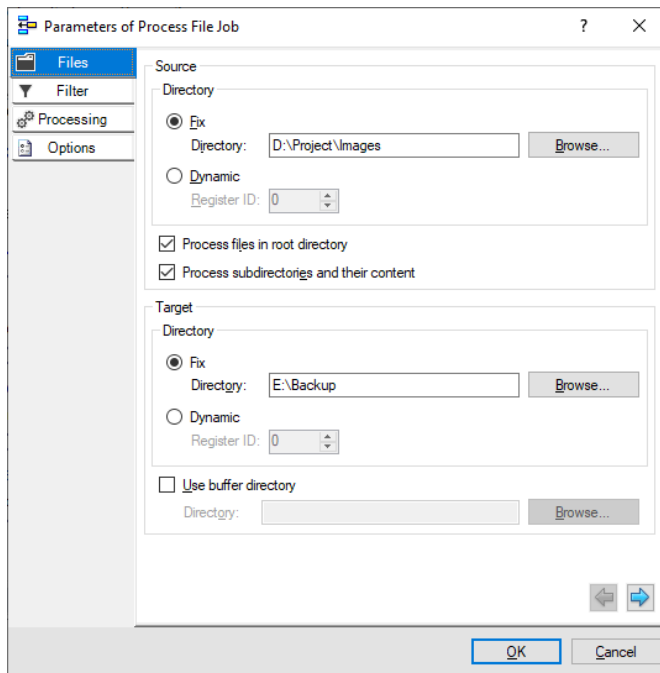 Parameters of Process File Job
?
Files
Filter
Processing
Options
Source
Directory
Fix
Directory: D:\Project\Images Browse...
Dynamic
Register ID: 0
Process files in root directory
Process subdirectories and their content
Target
Directory
Fix
Directory: E:\Backup Browse...
Dynamic
Register ID: 0
Use buffer directory
Directory: Browse...
OK Cancel